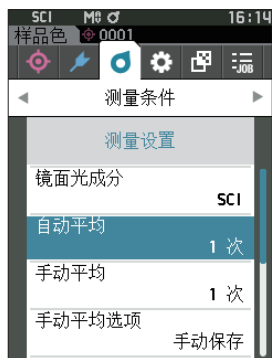 SCI M 16:14
样品色 0001
-JOB
测量条件
测量设置
镜面光成分
SCI
自动平均
1 次
手动平均
1 次
手动平均选项
手动保存